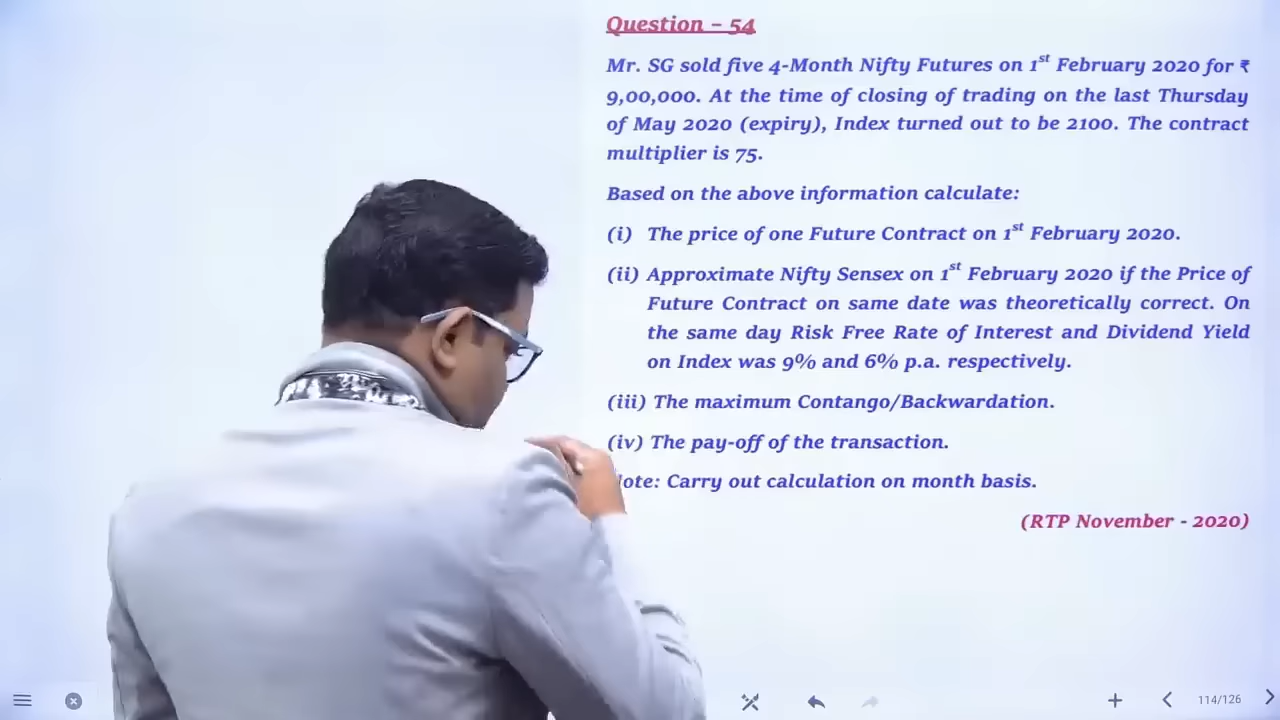 Question – 54
Mr. SG sold five 4-Month Nifty Futures on 1st February 2020 for ₹
9,00,000. At the time of closing of trading on the last Thursday
of May 2020 (expiry), Index turned out to be 2100. The contract
multiplier is 75.
Based on the above information calculate:
(i) The price of one Future Contract on 1st February 2020.
(ii) Approximate Nifty Sensex on 1st February 2020 if the Price of
Future Contract on same date was theoretically correct. On
the same day Risk Free Rate of Interest and Dividend Yield
on Index was 9% and 6% p.a. respectively.
(iii) The maximum Contango/Backwardation.
(iv) The pay-off of the transaction.
ote: Carry out calculation on month basis.
(RTP November - 2020)
114/126